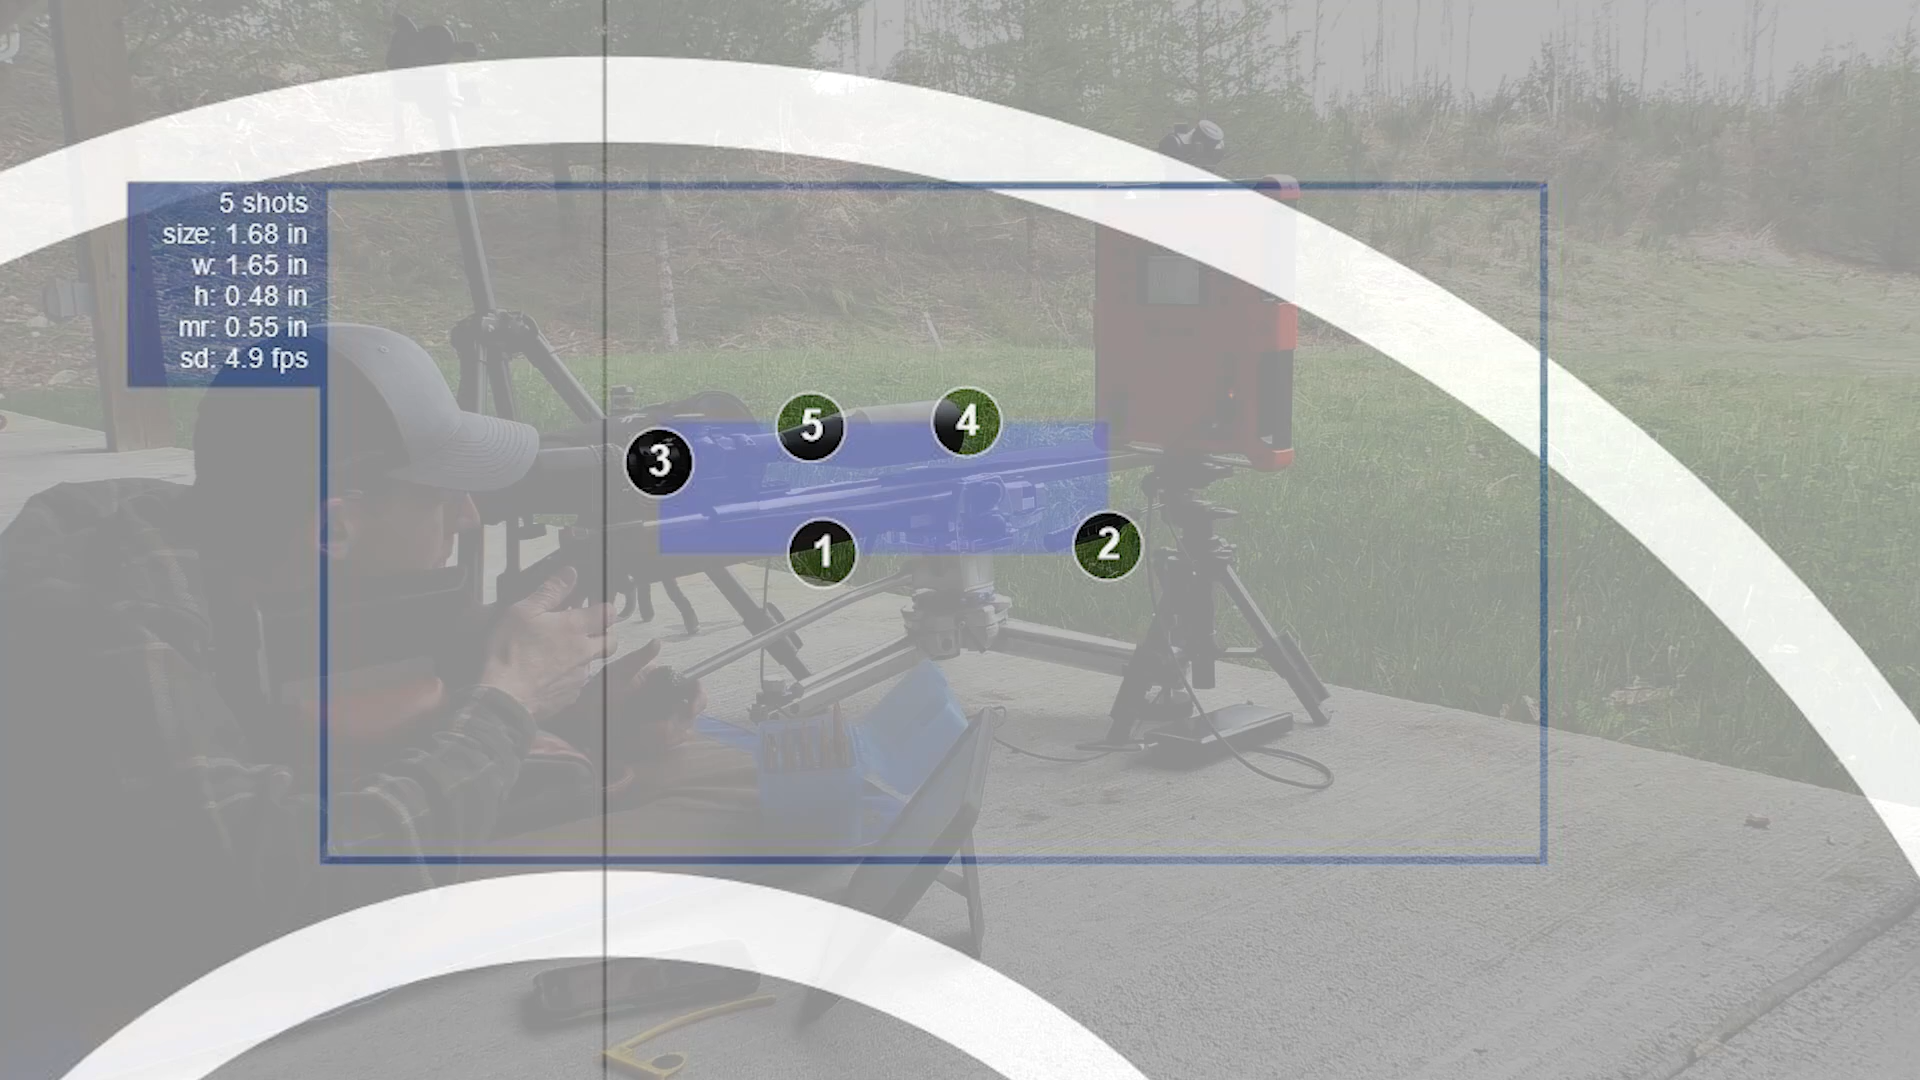 5 shots
size: 1.68 in
w: 1.65 in
h: 0.48 in
mr: 0.55 in
sd: 4.9 fps
5
4
3
1
2